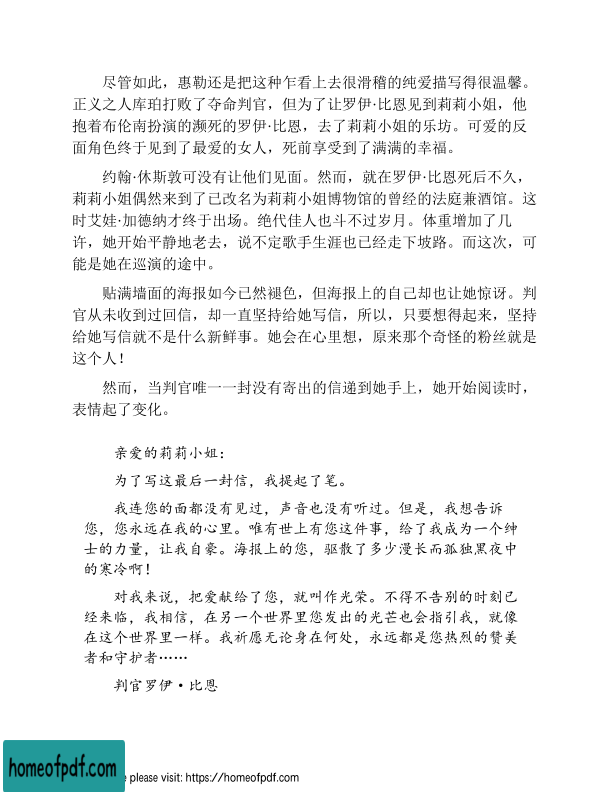 尽管如此，惠勒还是把这种乍看上去很滑稽的纯爱描写得很温馨。
正义之人库珀打败了夺命判官，但为了让罗伊·比恩见到莉莉小姐，他
抱着布伦南扮演的濒死的罗伊·比恩，去了莉莉小姐的乐坊。可爱的反
面角色终于见到了最爱的女人，死前享受到了满满的幸福。
约翰·休斯敦可没有让他们见面。然而，就在罗伊·比恩死后不久，
莉莉小姐偶然来到了已改名为莉莉小姐博物馆的曾经的法庭兼酒馆。这
时艾娃·加德纳才终于出场。绝代佳人也斗不过岁月。体重增加了几
许，她开始平静地老去，说不定歌手生涯也已经走下坡路。而这次，可
能是她在巡演的途中。
贴满墙面的海报如今已然褪色，但海报上的自己却也让她惊讶。判
官从未收到过回信，却一直坚持给她写信，所以，只要想得起来，坚持
给她写信就不是什么新鲜事。她会在心里想，原来那个奇怪的粉丝就是
这个人！
然而，当判官唯一一封没有寄出的信递到她手上，她开始阅读时，
表情起了变化。
亲爱的莉莉小姐：
为了写这最后一封信，我提起了笔。
我连您的面都没有见过，声音也没有听过。但是，我想告诉
您，您永远在我的心里。唯有世上有您这件事，给了我成为一个绅
士的力量，让我自豪。海报上的您，驱散了多少漫长而孤独黑夜中
的寒冷啊！
对我来说，把爱献给了您，就叫作光荣。不得不告别的时刻已
经来临，我相信，在另一个世界里您发出的光芒也会指引我，就像
在这个世界里一样。我祈愿无论身在何处，永远都是您热烈的赞美
者和守护者……
判官罗伊·比恩
homeofpdf.com
e please visit: https://homeofpdf.com